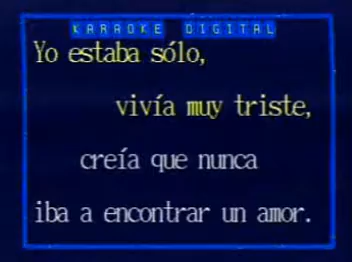 KARAOKE DIGITAL
Yo estaba sólo,
vivía muy triste,
creía que nunca
iba a encontrar un amor.